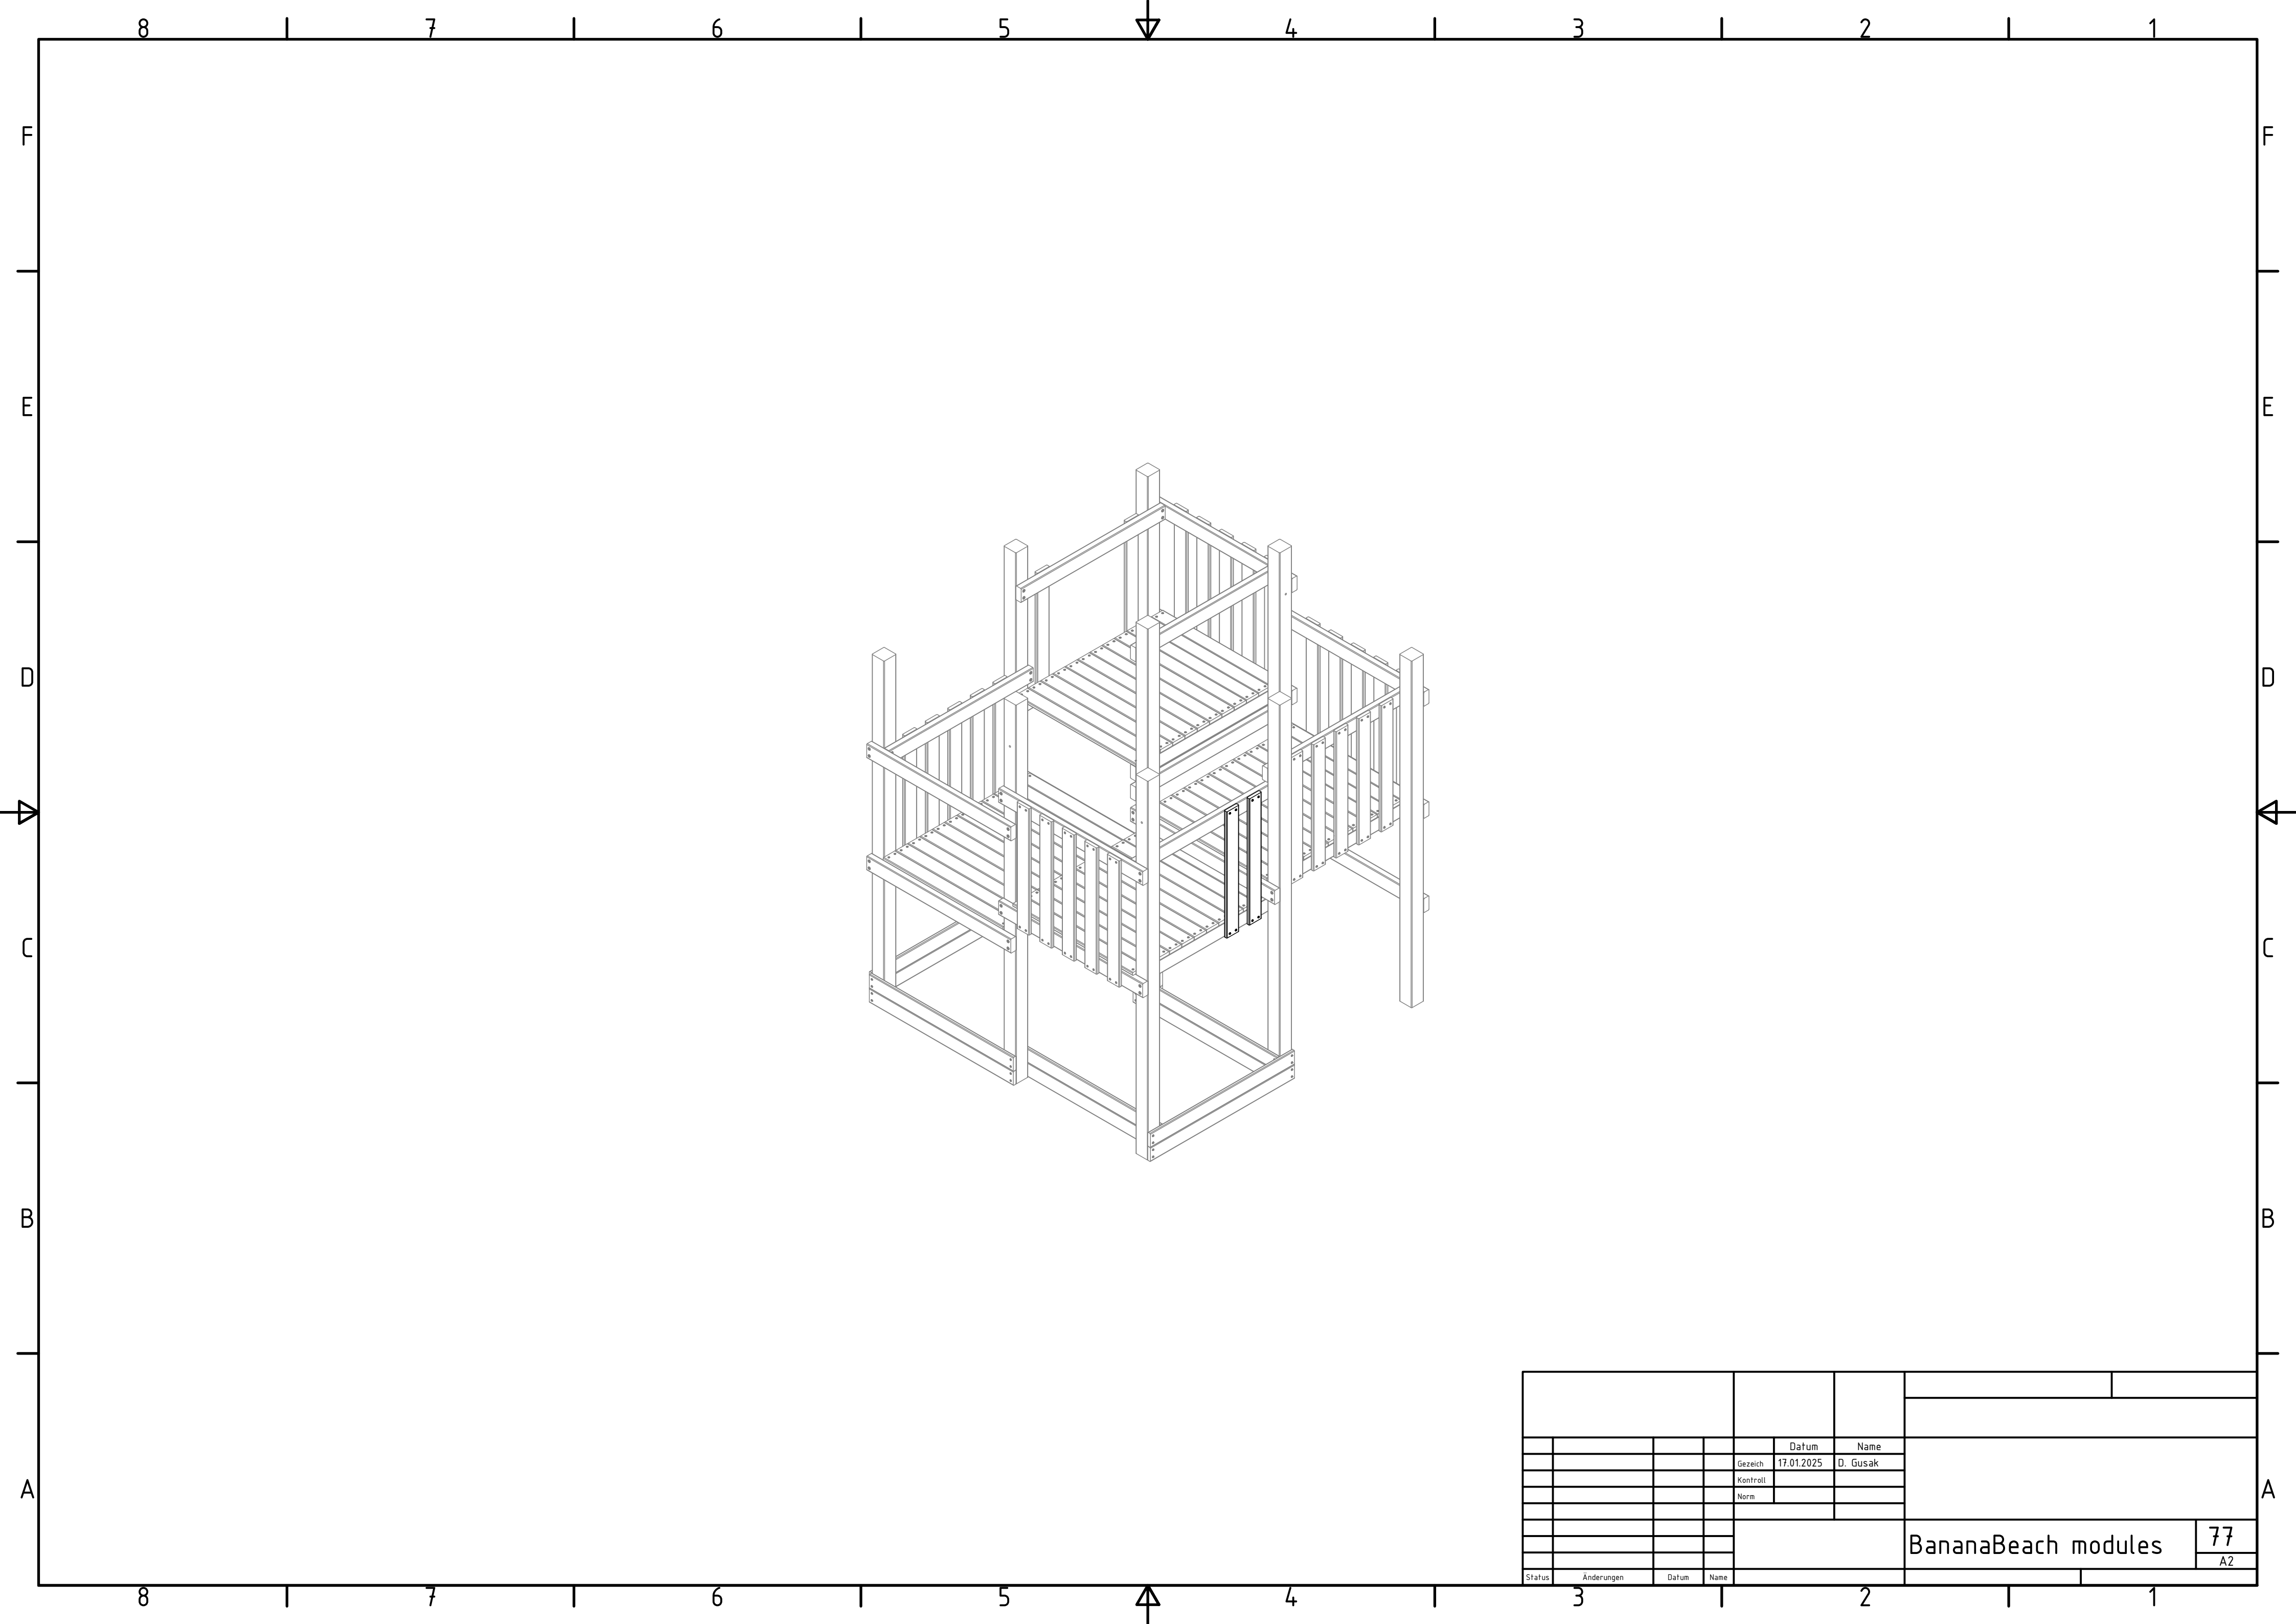 8 7 6 5 4 3 2 1
F F
E E
D D
C C
B B
A A
Datum Name
Gezeich 17.01.2025 D. Gusak
Kontroll
Norm
BananaBeach modules 77
A2
Status Änderungen Datum Name
8 7 6 5 4 3 2 1